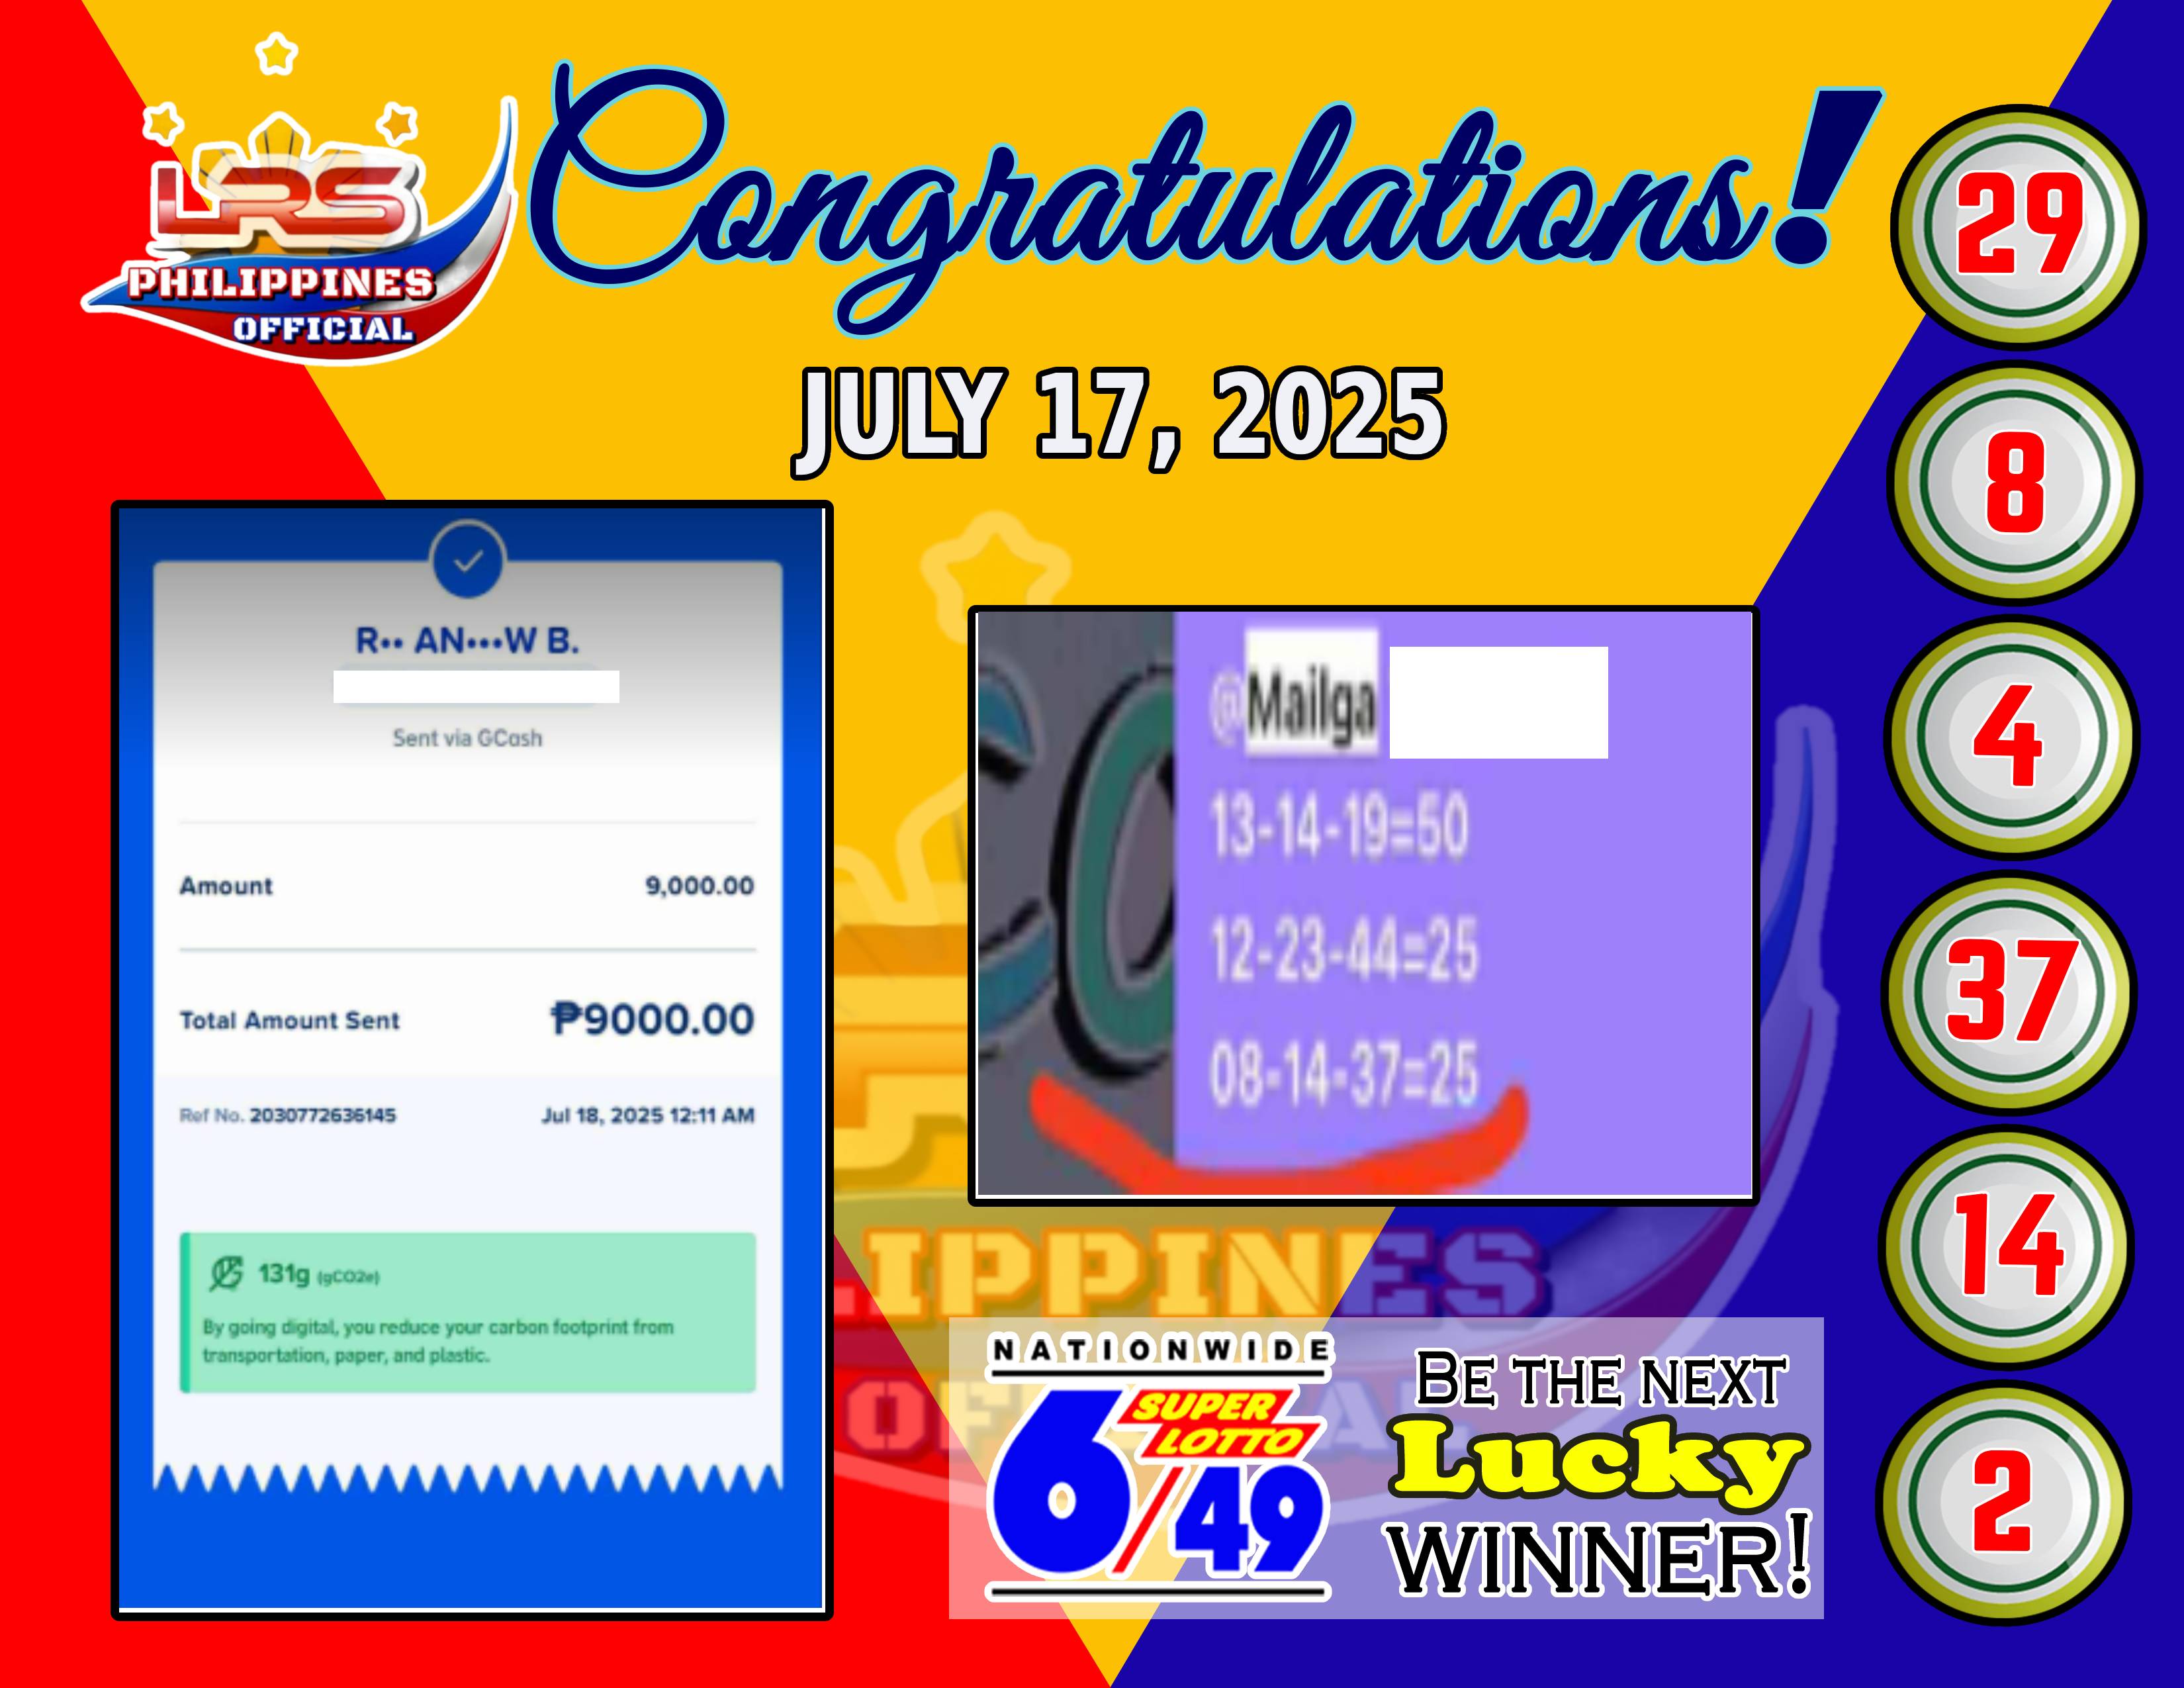 LRS
PHILIPPINES
OFFICIAL
Congratulations!
JULY 17, 2025
R•• AN•••W B.
Sent via GCash
Amount 9,000.00
Total Amount Sent ₱9000.00
Ref No. 2030772636145 Jul 18, 2025 12:11 AM
131g (gCO2e)
By going digital, you reduce your carbon footprint from
transportation, paper, and plastic.
@Mailga
13-14-19=50
12-23-44=25
08-14-37=25
LIPPINES
NATIONWIDE
SUPER
LOTTO
6/49
BE THE NEXT
Lucky
WINNER!
29
8
4
37
14
2